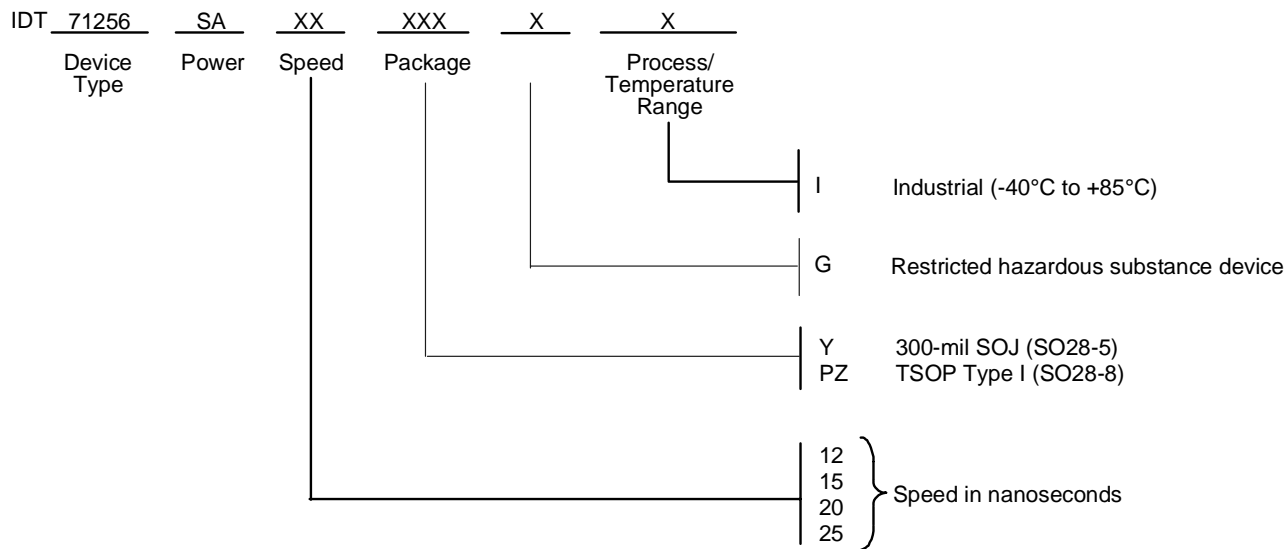 IDT 71256 SA XX XXX X X
Device Type Power Speed Package Process/ Temperature Range
I Industrial (-40°C to +85°C)
G Restricted hazardous substance device
Y 300-mil SOJ (SO28-5)
PZ TSOP Type I (SO28-8)
12
15
20
25
Speed in nanoseconds